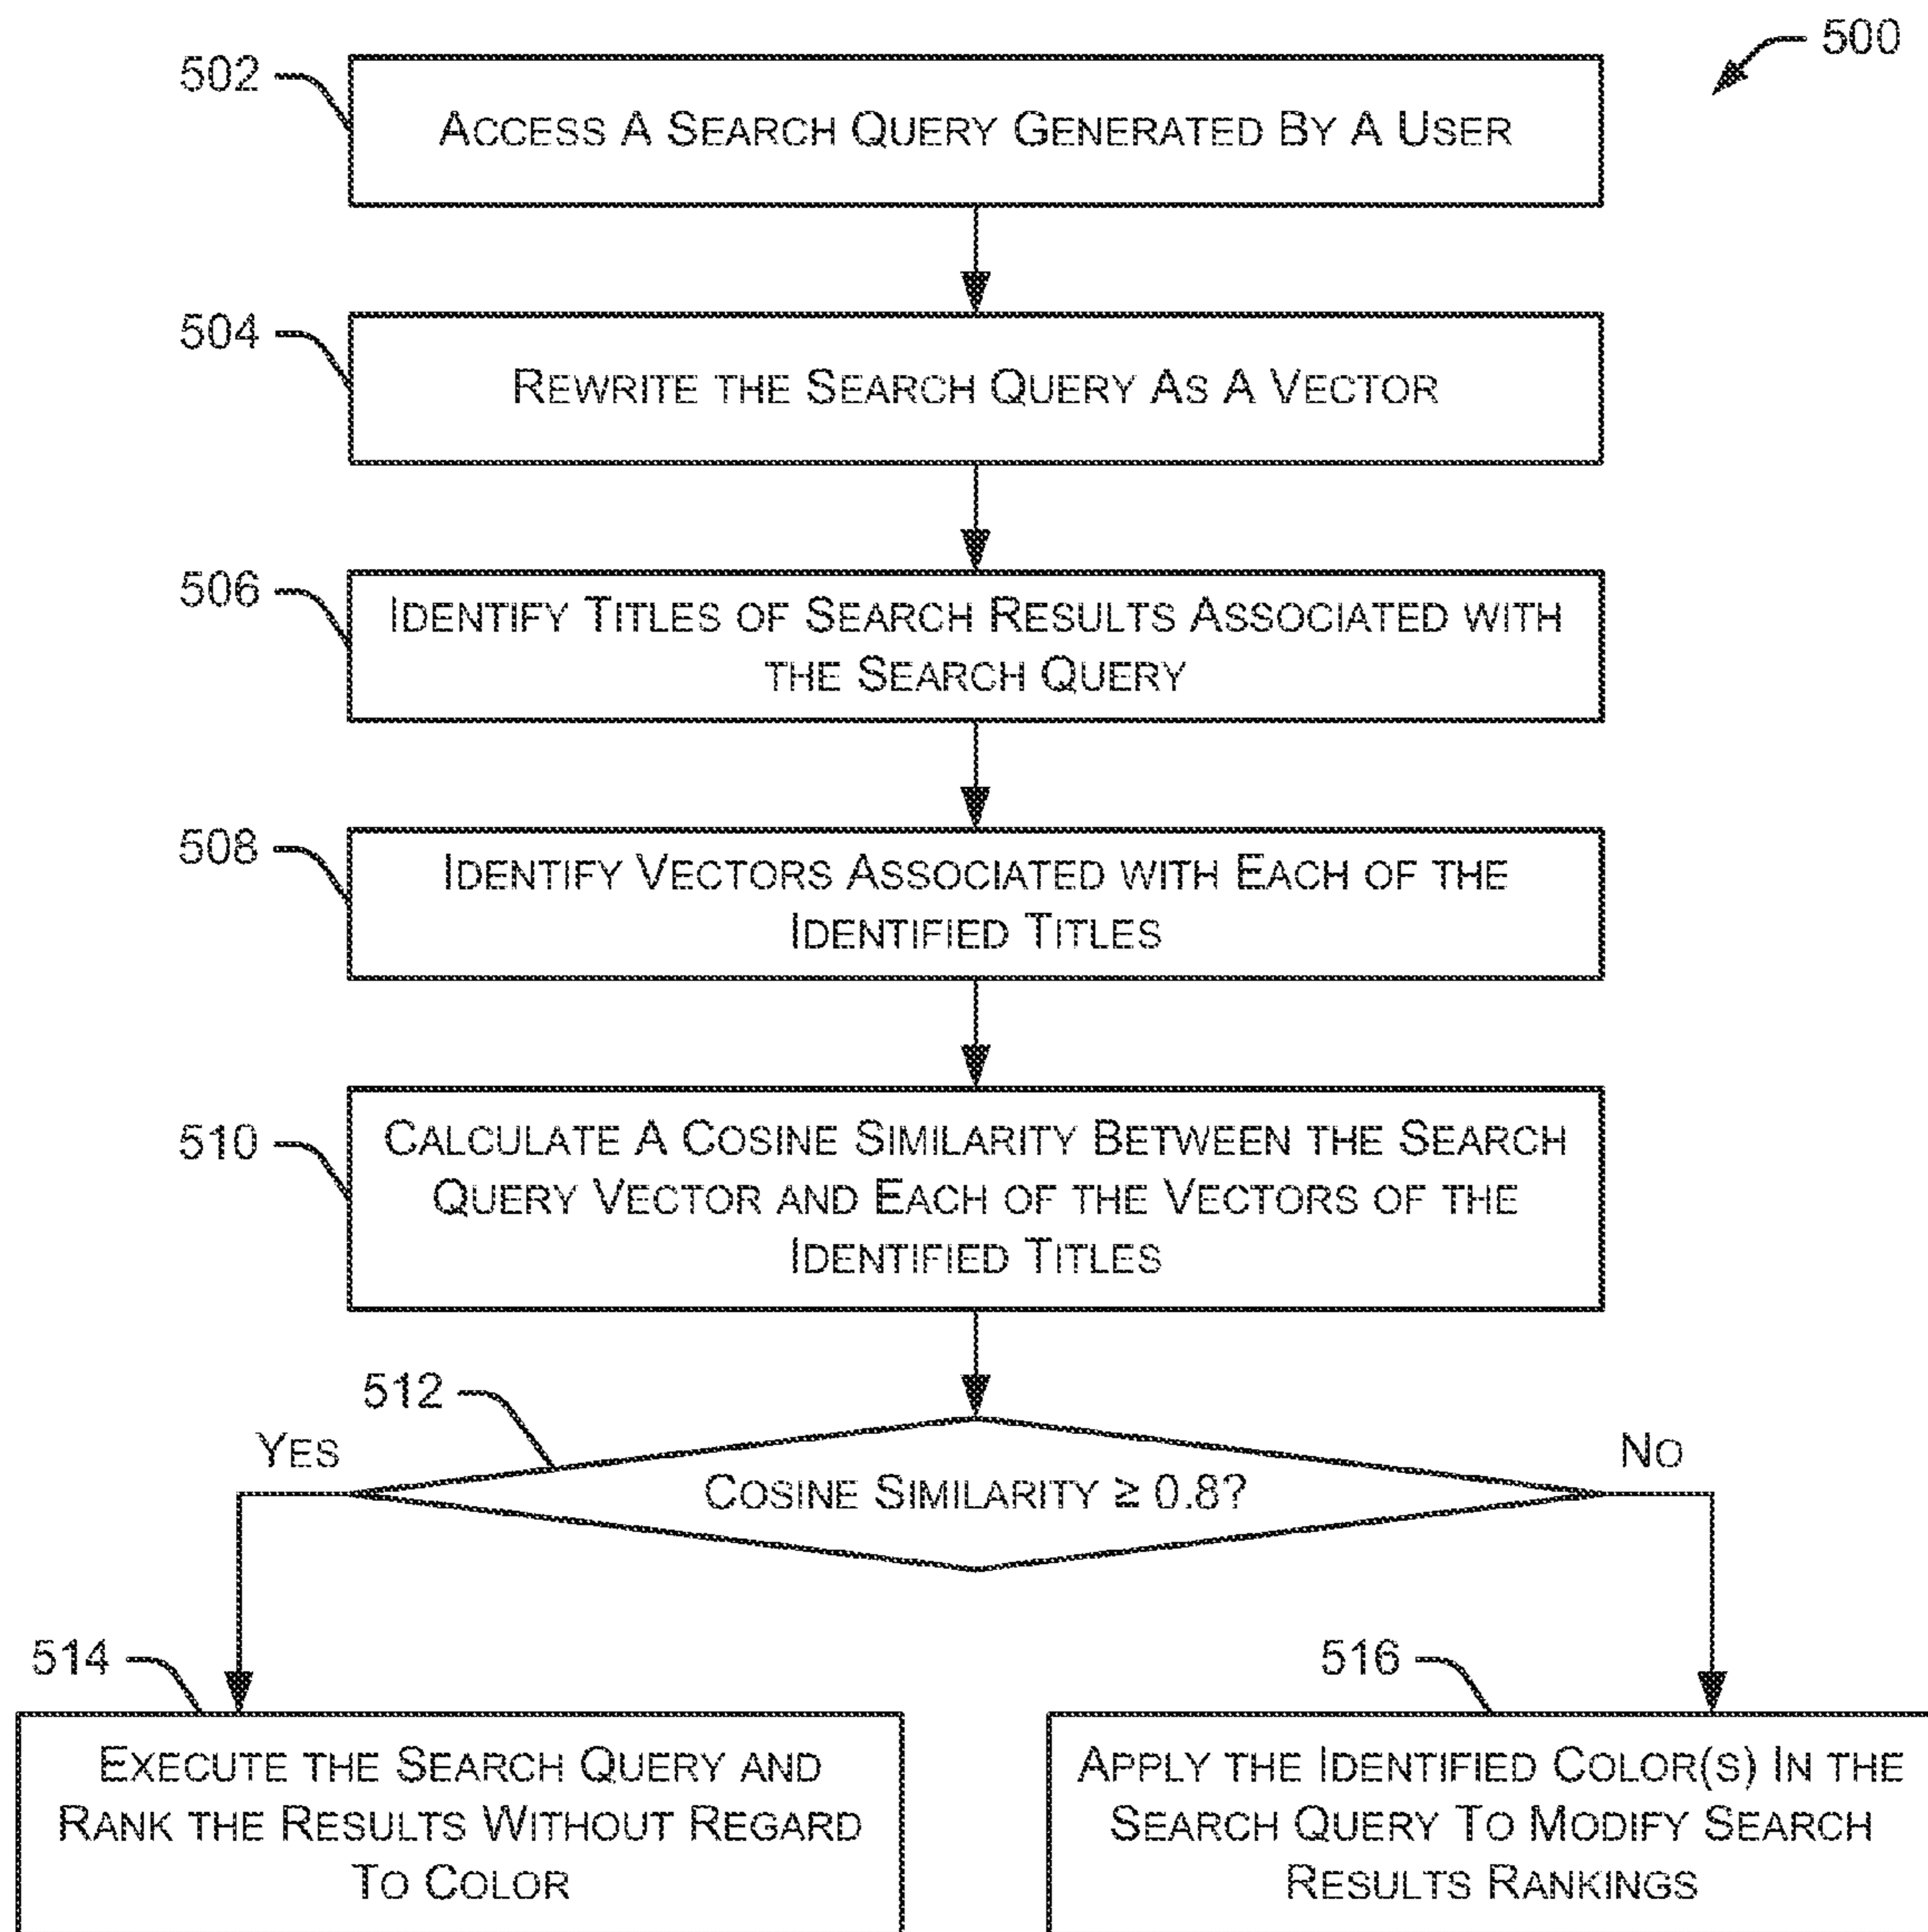 500
502
ACCESS A SEARCH QUERY GENERATED BY A USER
504
REWRITE THE SEARCH QUERY AS A VECTOR
506
IDENTIFY TITLES OF SEARCH RESULTS ASSOCIATED WITH
THE SEARCH QUERY
508
IDENTIFY VECTORS ASSOCIATED WITH EACH OF THE
IDENTIFIED TITLES
510
CALCULATE A COSINE SIMILARITY BETWEEN THE SEARCH
QUERY VECTOR AND EACH OF THE VECTORS OF THE
IDENTIFIED TITLES
512
YES
NO
COSINE SIMILARITY ≥ 0.8?
514
EXECUTE THE SEARCH QUERY AND
RANK THE RESULTS WITHOUT REGARD
TO COLOR
516
APPLY THE IDENTIFIED COLOR(S) IN THE
SEARCH QUERY TO MODIFY SEARCH
RESULTS RANKINGS